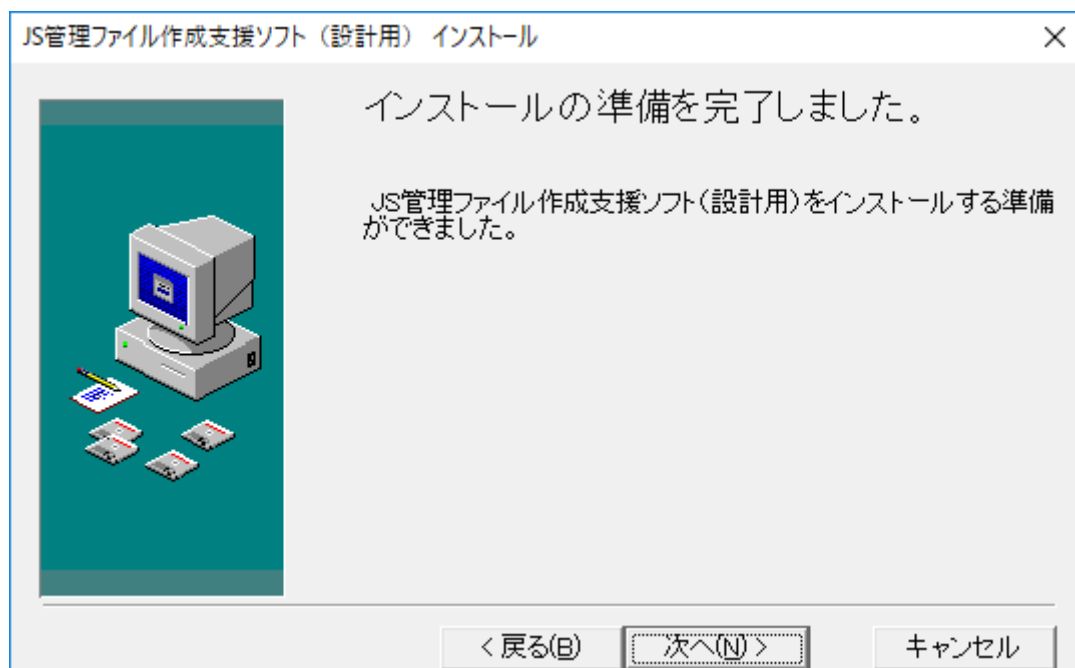 JS管理ファイル作成支援ソフト（設計用） インストール
インストールの準備を完了しました。
JS管理ファイル作成支援ソフト(設計用)をインストールする準備
ができました。
< 戻る(B)
次へ(N) >
キャンセル